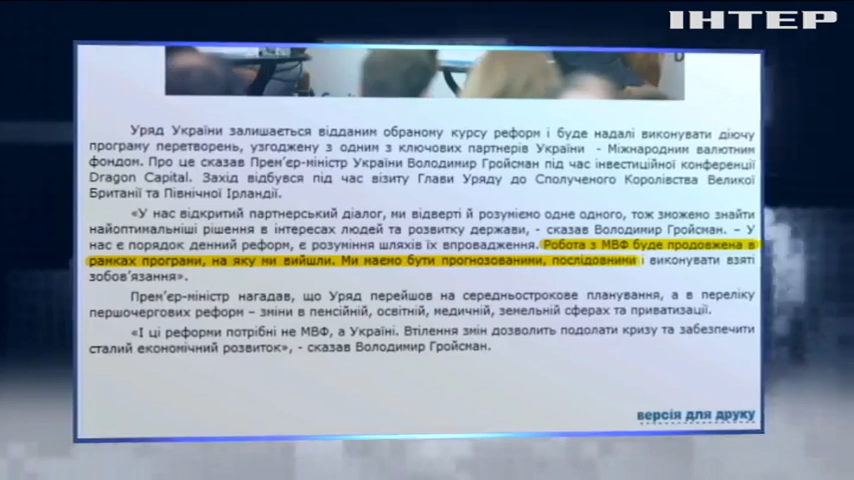 ІНТЕР
Уряд України залишається відданим обраному курсу реформ і буде надалі виконувати діючу
програму перетворень, узгоджену з одним з ключових партнерів України - Міжнародним валютним
фондом. Про це сказав Прем'єр-міністр України Володимир Гройсман під час інвестиційної конференції
Dragon Capital. Захід відбувся під час візиту Глави Уряду до Сполученого Королівства Великої
Британії та Північної Ірландії.
«У нас відкритий партнерський діалог, ми відверті й розуміємо одне одного, тож зможемо знайти
найоптимальніші рішення в інтересах людей та розвитку держави, - сказав Володимир Гройсман. – У
нас є порядок денний реформ, є розуміння шляхів їх впровадження. Робота з МВФ буде продовжена в
рамках програми, на яку ми вийшли. Ми маємо бути прогнозованими, послідовними і виконувати взяті
зобов'язання».
Прем'єр-міністр нагадав, що Уряд перейшов на середньострокове планування, а в переліку
першочергових реформ – зміни в пенсійній, освітній, медичній, земельній сферах та приватизації.
«І ці реформи потрібні не МВФ, а Україні. Втілення змін дозволить подолати кризу та забезпечити
сталий економічний розвиток», - сказав Володимир Гройсман.
версія для друку